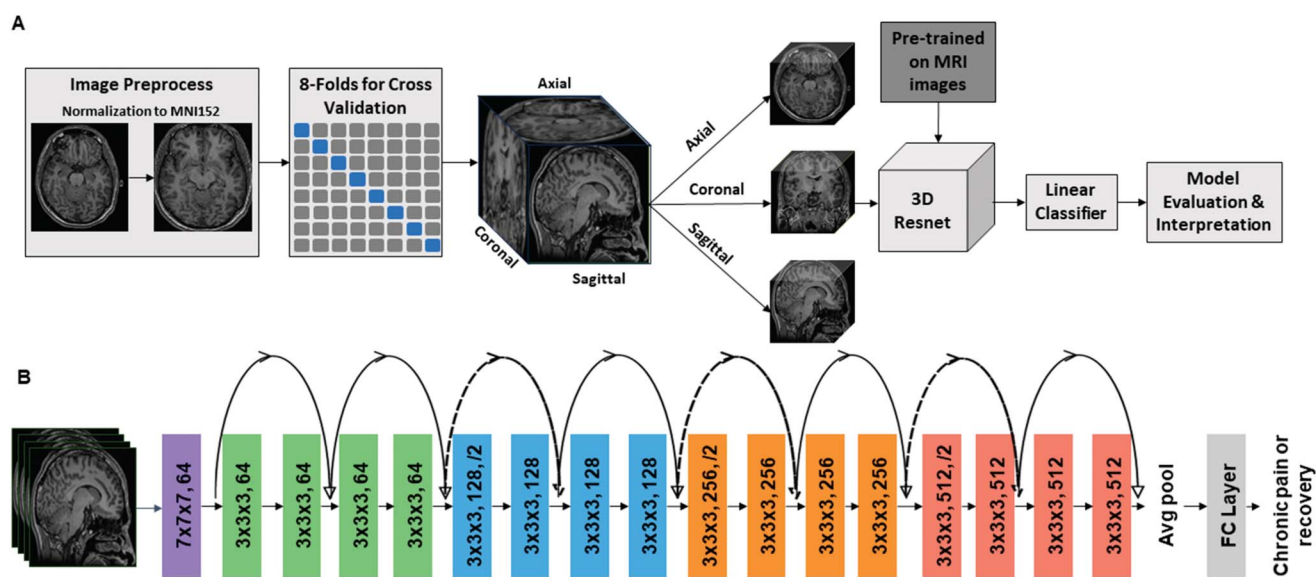 A
Image Preprocess
Normalization to MNI152
8-Folds for Cross
Validation
Axial
Coronal
Sagittal
Axial
Coronal
Sagittal
Pre-trained
on MRI
images
3D
Resnet
Linear
Classifier
Model
Evaluation &
Interpretation
B
7x7x7, 64
3x3x3, 64
3x3x3, 64
3x3x3, 64
3x3x3, 64
3x3x3, 128, /2
3x3x3, 128
3x3x3, 128
3x3x3, 128
3x3x3, 256, /2
3x3x3, 256
3x3x3, 256
3x3x3, 256
3x3x3, 512, /2
3x3x3, 512
3x3x3, 512
3x3x3, 512
Avg pool
FC Layer
Chronic pain or
recovery